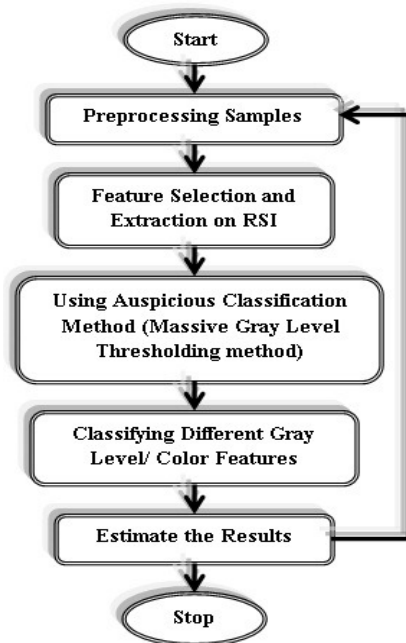 Start
Preprocessing Samples
Feature Selection and
Extraction on RSI
Using Auspicious Classification
Method (Massive Gray Level
Thresholding method)
Classifying Different Gray
Level/ Color Features
Estimate the Results
Stop